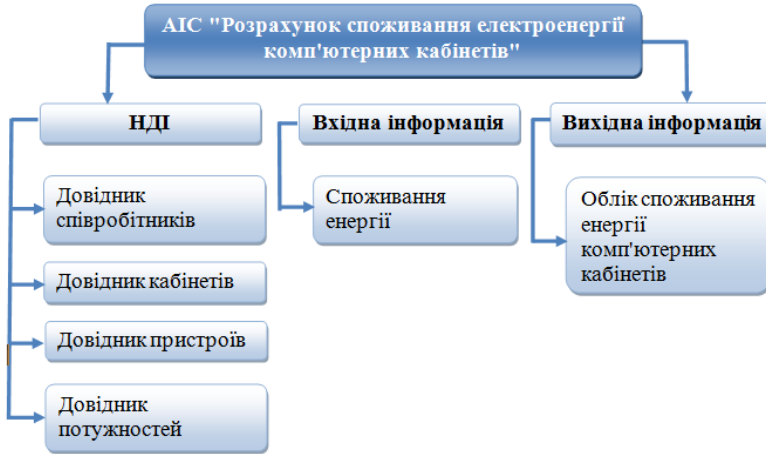 АІС "Розрахунок споживання електроенергії
комп'ютерних кабінетів"
НДІ
Довідник
співробітників
Довідник кабінетів
Довідник пристроїв
Довідник
потужностей
Вхідна інформація
Споживання
енергії
Вихідна інформація
Облік споживання
енергії
комп'ютерних
кабінетів